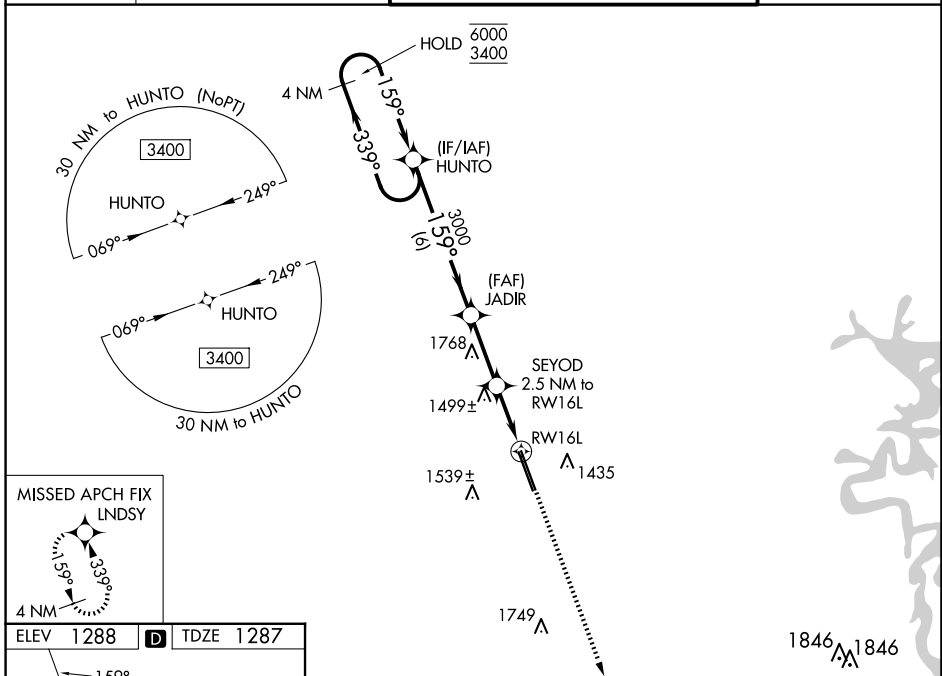 HOLD 6000
3400
4 NM
159°
339°
(IF/IAF)
HUNTO
30 NM to HUNTO (NoPT)
3400
HUNTO
249°
069°
3000
159°
(6)
249°
HUNTO
069°
3400
30 NM to HUNTO
(FAF)
JADIR
1768
SEYOD
2.5 NM to
RW16L
1499±
RW16L
1435
1539±
MISSED APCH FIX
LNDSY
159°
339°
4 NM
1749
1846 1846
ELEV 1288 D TDZE 1287